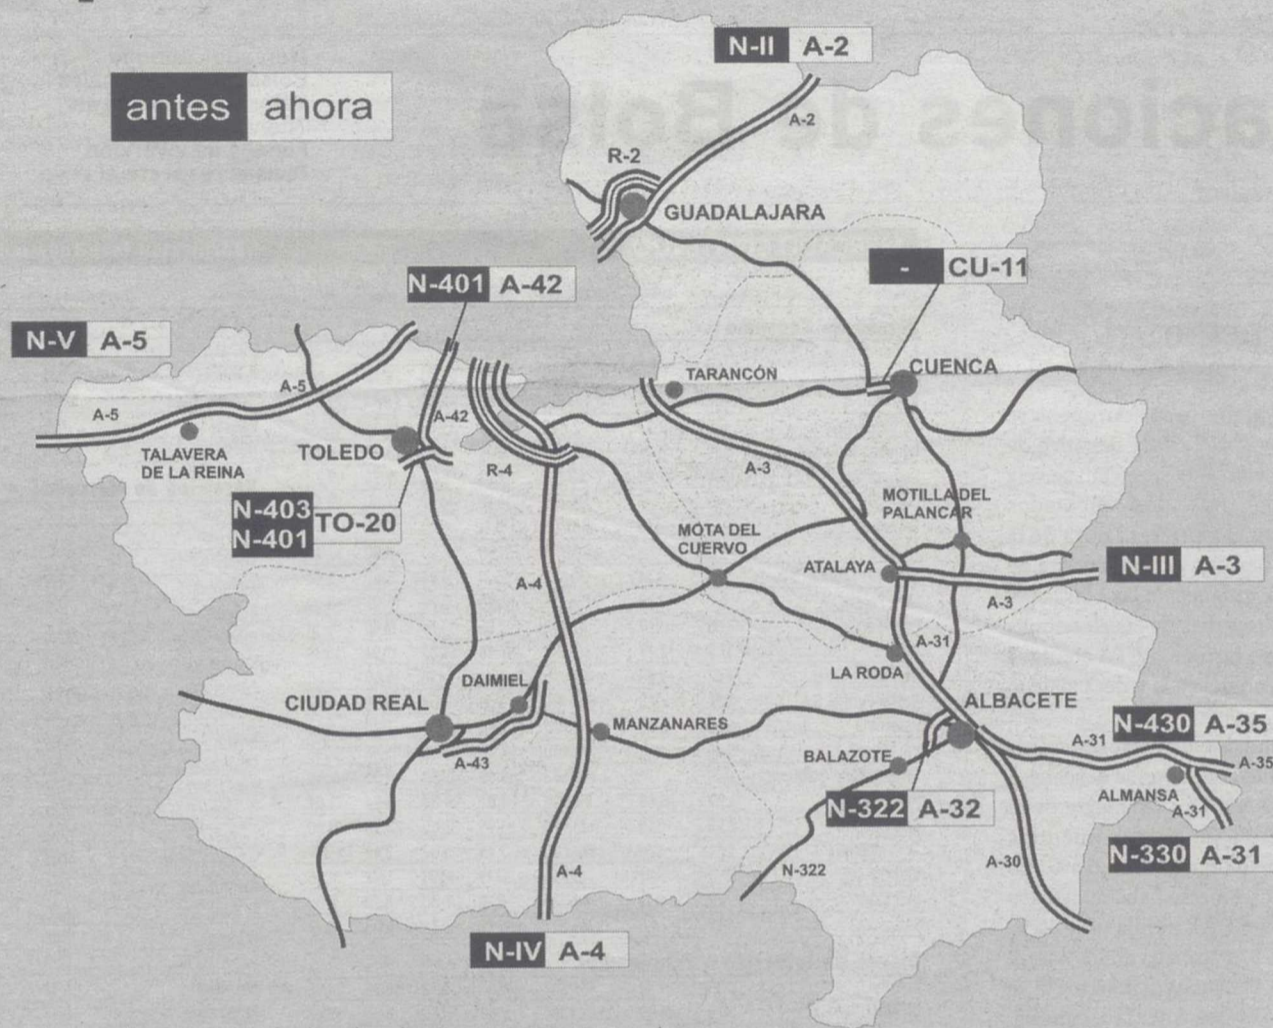 N-II A-2
antes ahora
A-2
R-2
GUADALAJARA
- CU-11
N-401 A-42
N-V A-5
TARANCÓN
CUENCA
A-5
A-5
A-42
TALAVERA
DE LA REINA
TOLEDO
R-4
A-3
N-403
N-401
TO-20
MOTILLA DEL
PALANCAR
MOTA DEL
CUERVO
ATALAYA
N-III A-3
A-4
A-3
A-31
LA RODA
DAIMIEL
CIUDAD REAL
ALBACETE
MANZANARES
N-430 A-35
A-31
A-35
A-43
BALAZOTE
ALMANSA
N-322 A-32
A-31
N-330 A-31
A-30
N-322
A-4
N-IV A-4